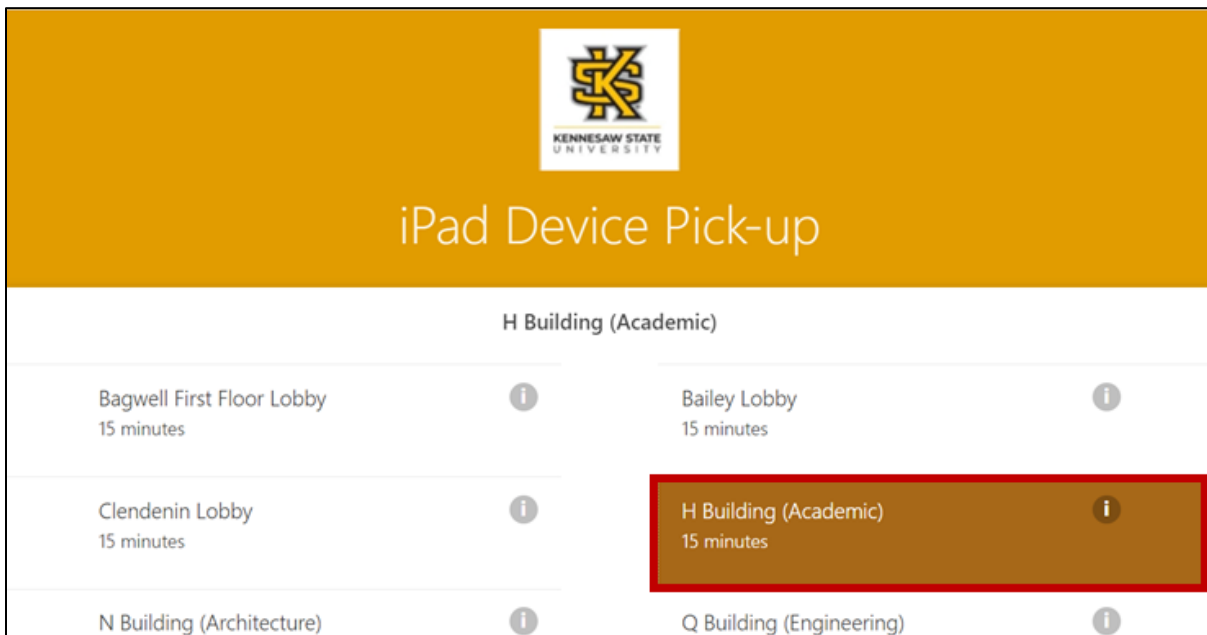 KS
KENNESAW STATE
UNIVERSITY
iPad Device Pick-up
H Building (Academic)
Bagwell First Floor Lobby
15 minutes
Bailey Lobby
15 minutes
Clendenin Lobby
15 minutes
H Building (Academic)
15 minutes
N Building (Architecture)
Q Building (Engineering)